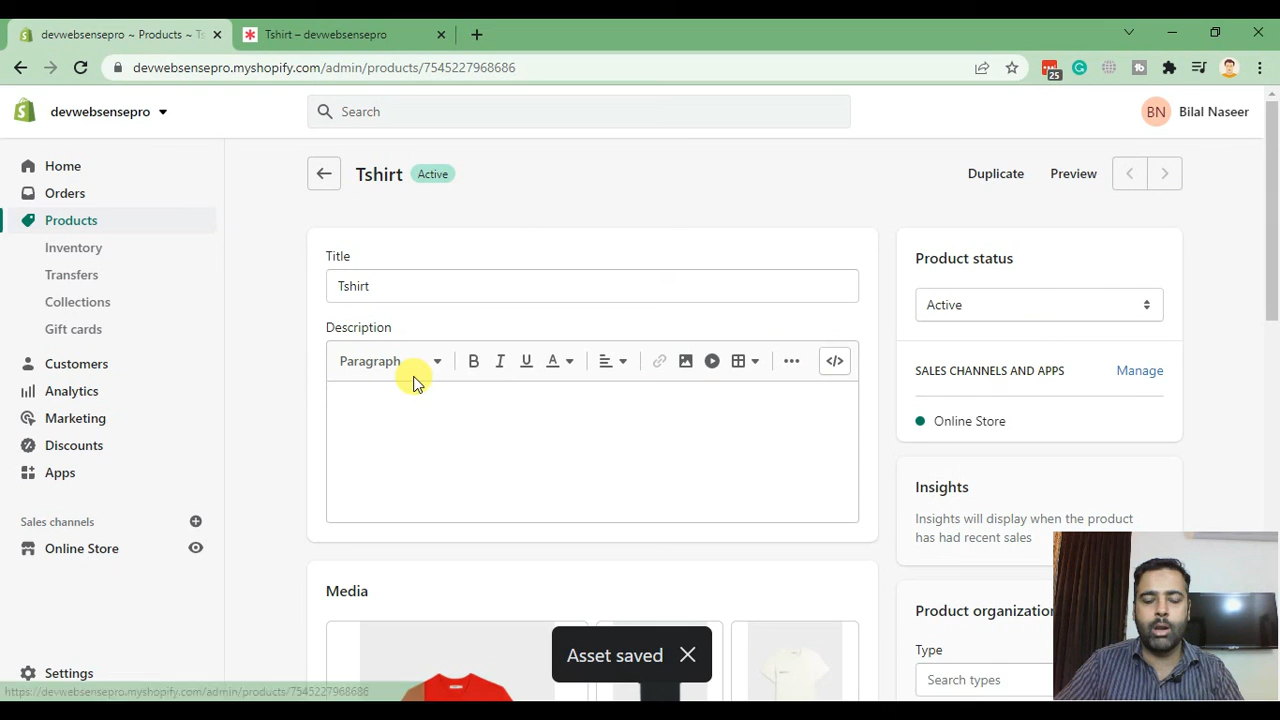 devwebsensepro ~ Products ~ Ts
Tshirt – devwebsensepro
devwebsensepro.myshopify.com/admin/products/7545227968686
25
devwebsensepro
Search
BN
Bilal Naseer
Home
Orders
Products
Inventory
Transfers
Collections
Gift cards
Customers
Analytics
Marketing
Discounts
Apps
Sales channels
Online Store
Settings
https://devwebsensepro.myshopify.com/admin/products/7545227968686
Tshirt
Active
Duplicate
Preview
Title
Tshirt
Description
Paragraph
B I U A
Media
Asset saved
Product status
Active
SALES CHANNELS AND APPS
Manage
Online Store
Insights
Insights will display when the product
has had recent sales
Product organization
Type
Search types